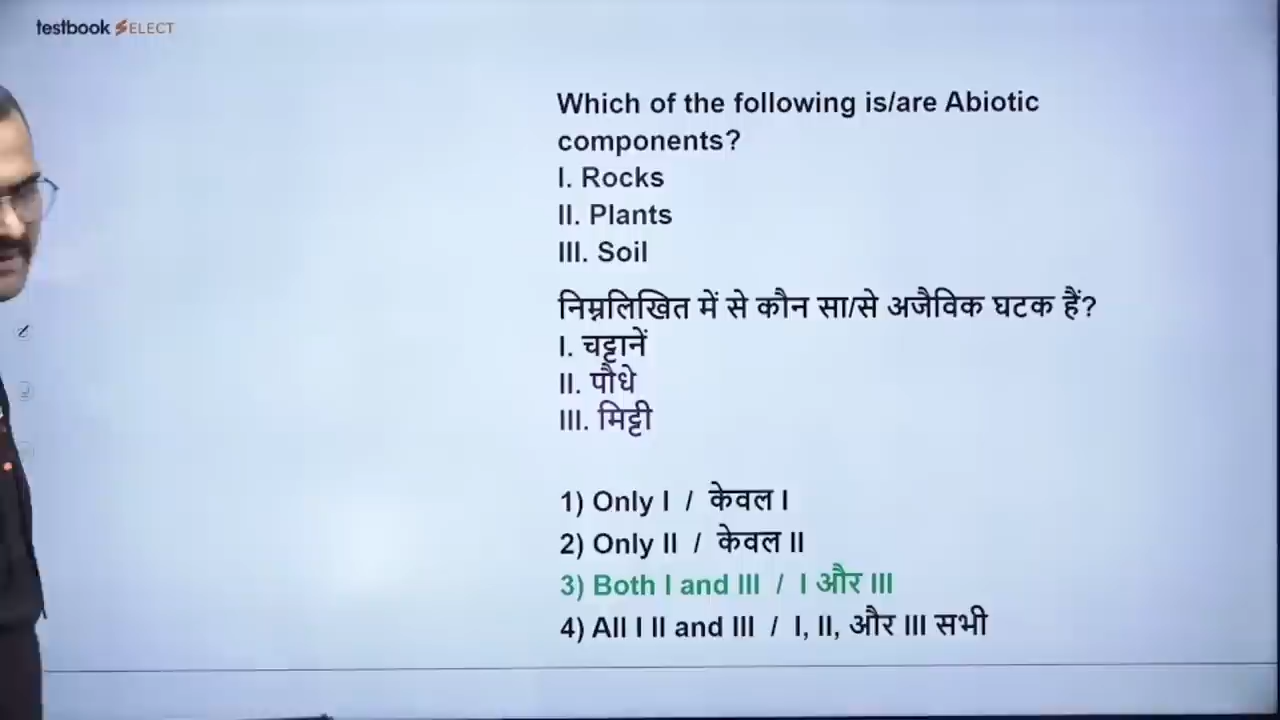 testbook SELECT
Which of the following is/are Abiotic
components?
I. Rocks
II. Plants
III. Soil
निम्नलिखित में से कौन सा/से अजैविक घटक हैं?
I. चट्टानें
II. पौधे
III. मिट्टी
1) Only I / केवल I
2) Only II / केवल II
3) Both I and III / I और III
4) All I II and III / I, II, और III सभी